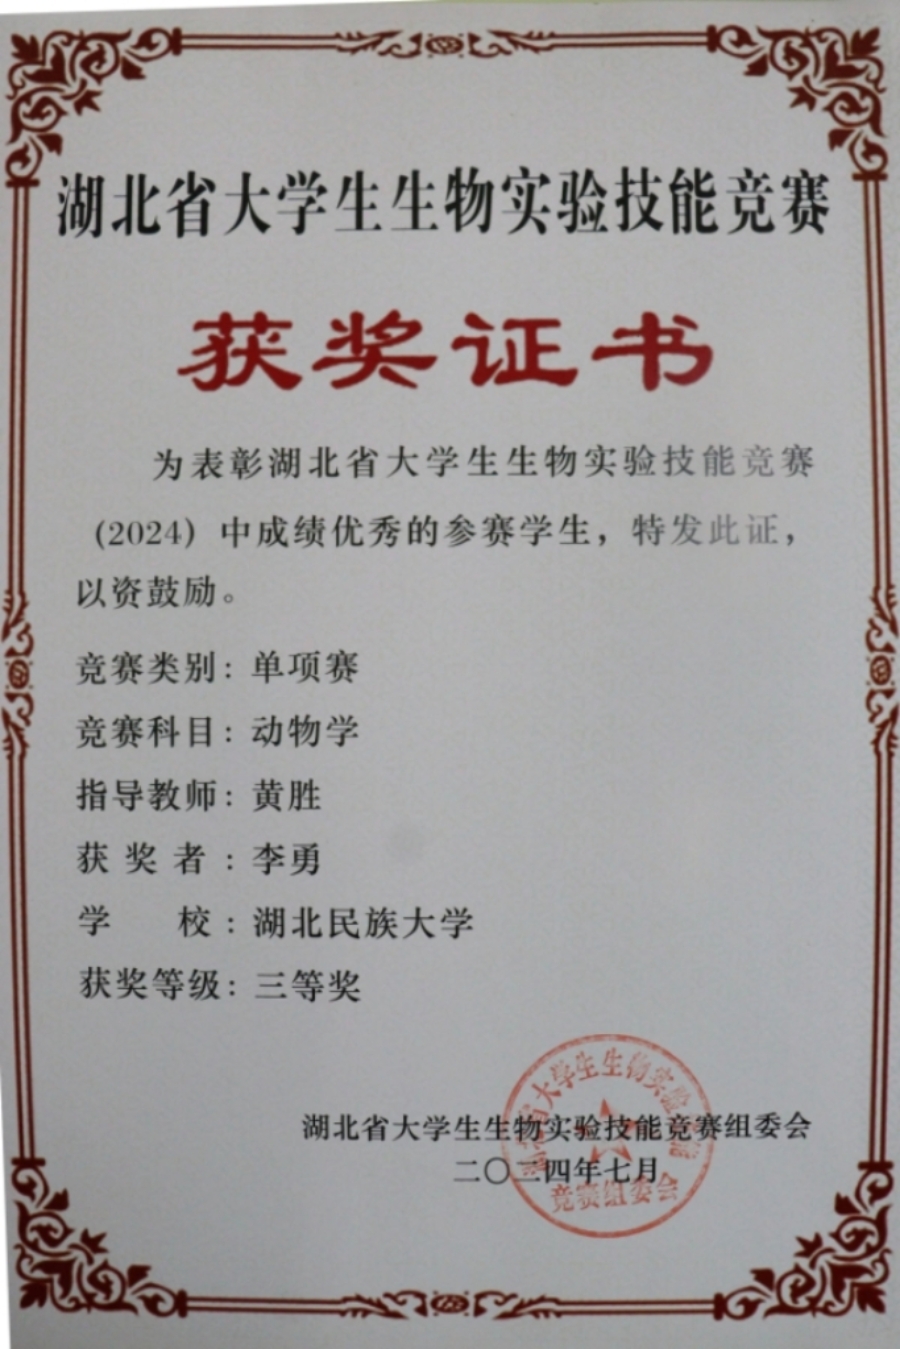 湖北省大学生生物实验技能竞赛
获奖证书
为表彰湖北省大学生生物实验技能竞赛
(2024) 中成绩优秀的参赛学生，特发此证，
以资鼓励。
竞赛类别：单项赛
竞赛科目：动物学
指导教师：黄胜
获奖者：李勇
学校：湖北民族大学
获奖等级：三等奖
湖北省大学生生物实验技能竞赛组委会
二〇二四年七月
竞赛组委会